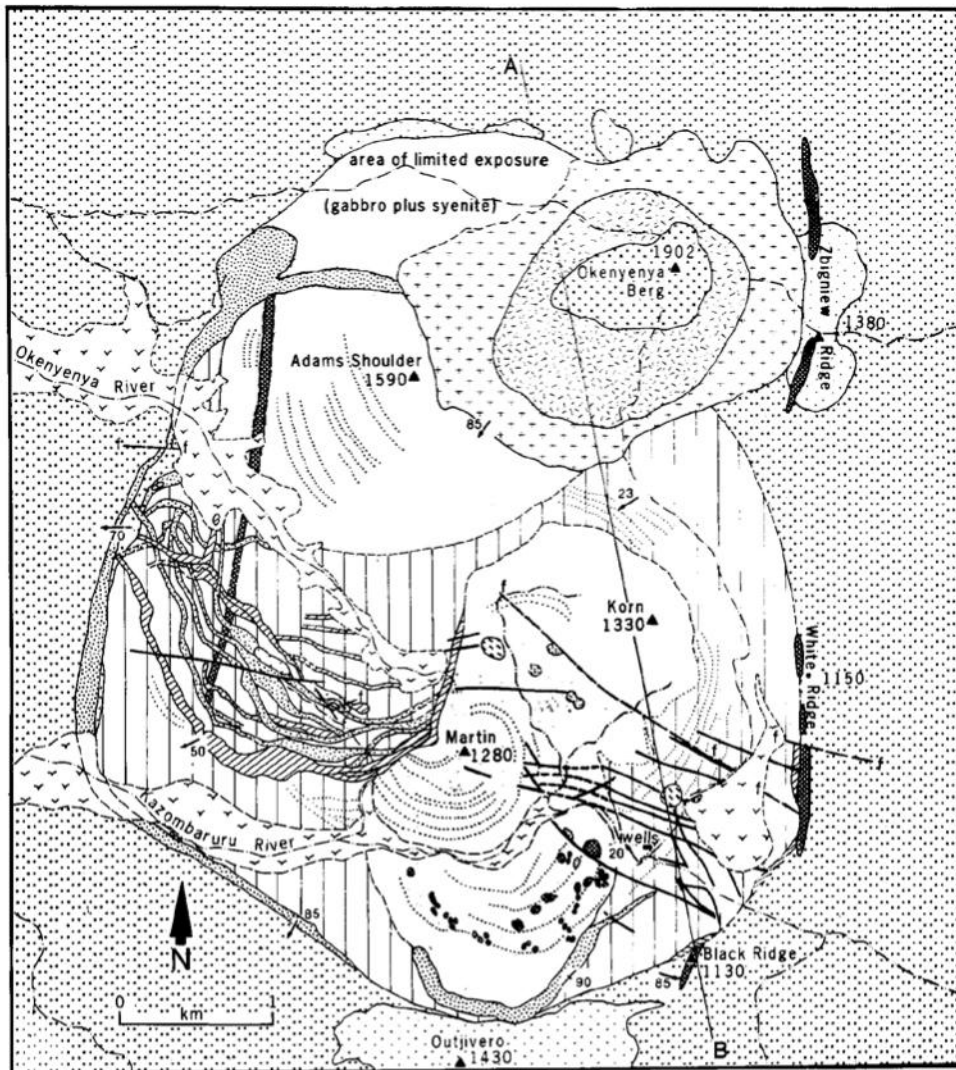 A
area of limited exposure
(gabbro plus syenite)
1902
Okenyenya
Berg
Zbigniew Ridge
1380
Okenyenya River
Adams Shoulder
1590
85
23
f
70
Korn
1330
f
White Ridge
1150
50
Martin
1280
f
f
f
Kazombaruru River
wells
20
85
N
Black Ridge
1130
85
90
0 1
km
Outjivero
1430
B